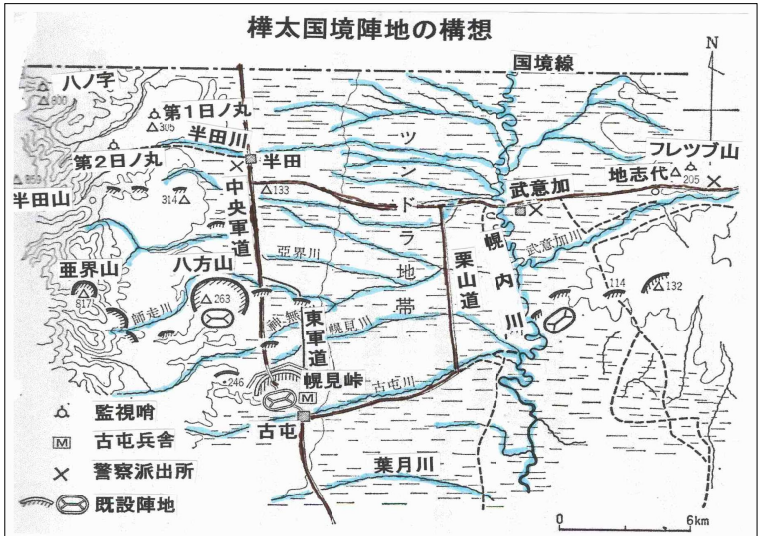 樺太国境陣地の構想
国境線
N
八ノ字
800
第1日ノ丸
305
半田川
第2日ノ丸
半田
859
半田山
314
中央軍道
133
ツンドラ地帯
フレップ山
地志代
205
武意加
武意加川
幌内川
栗山道
亜界川
亜界山
817
八方山
263
師走川
神無川
幌見川
東軍道
114
132
246
幌見峠
M
古屯川
古屯
葉月川
監視哨
M 古屯兵舎
警察派出所
既設陣地
0 6km